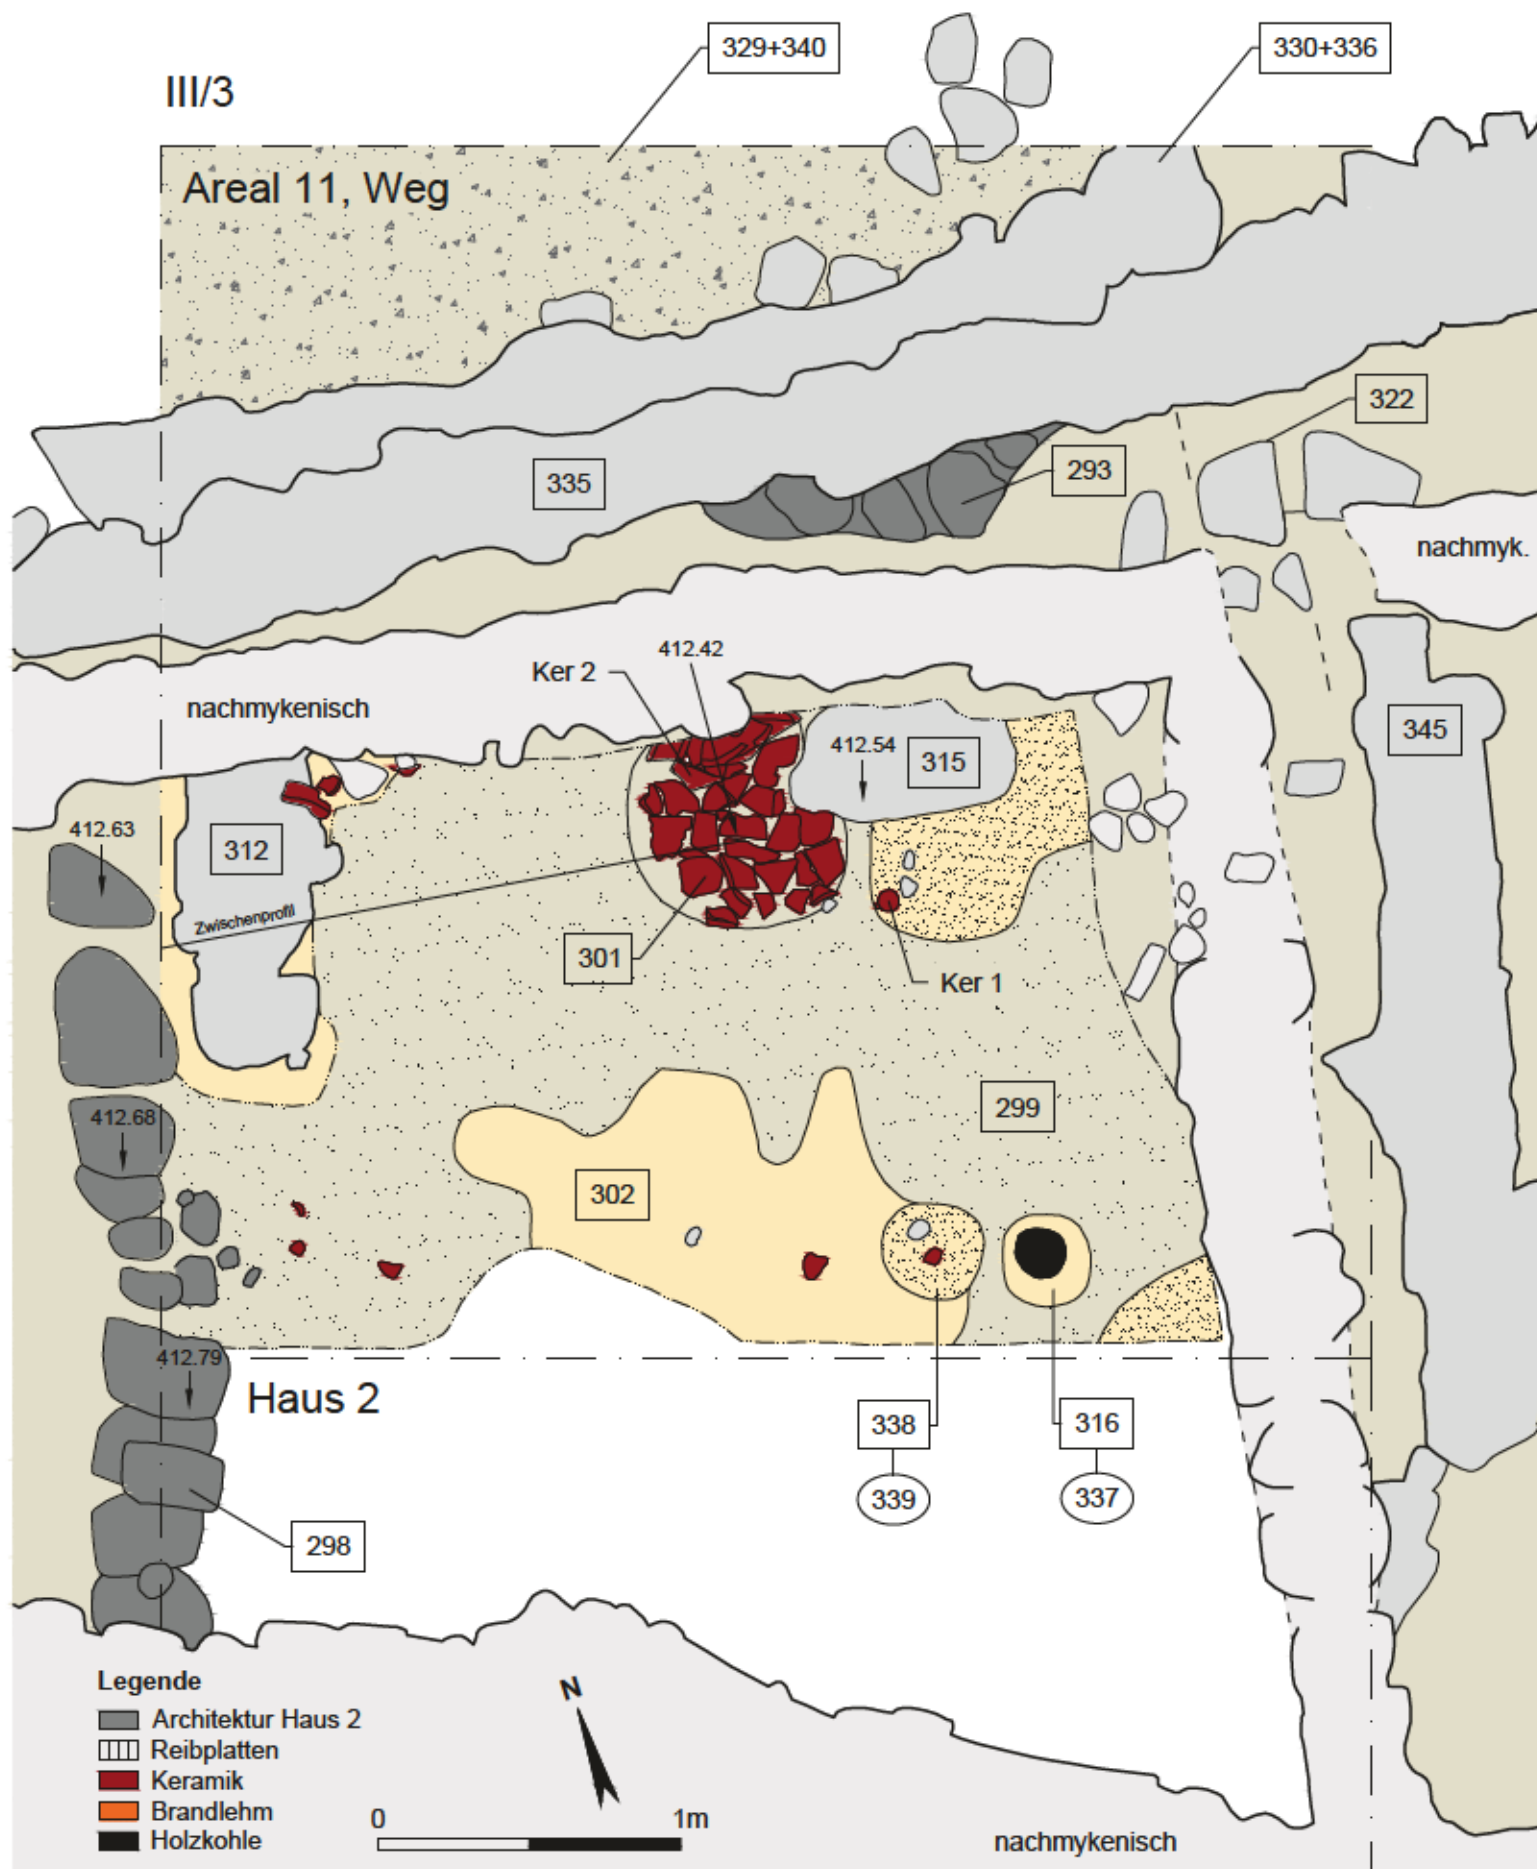 329+340
330+336
III/3
Areal 11, Weg
322
335
293
nachmyk.
412.42
Ker 2
nachmykenisch
412.54
315
345
412.63
312
Zwischenprofil
301
Ker 1
412.68
299
302
412.79
Haus 2
338
316
339
337
298
Legende
Architektur Haus 2
Reibplatten
Keramik
Brandlehm
Holzkohle
N
0
1m
nachmykenisch